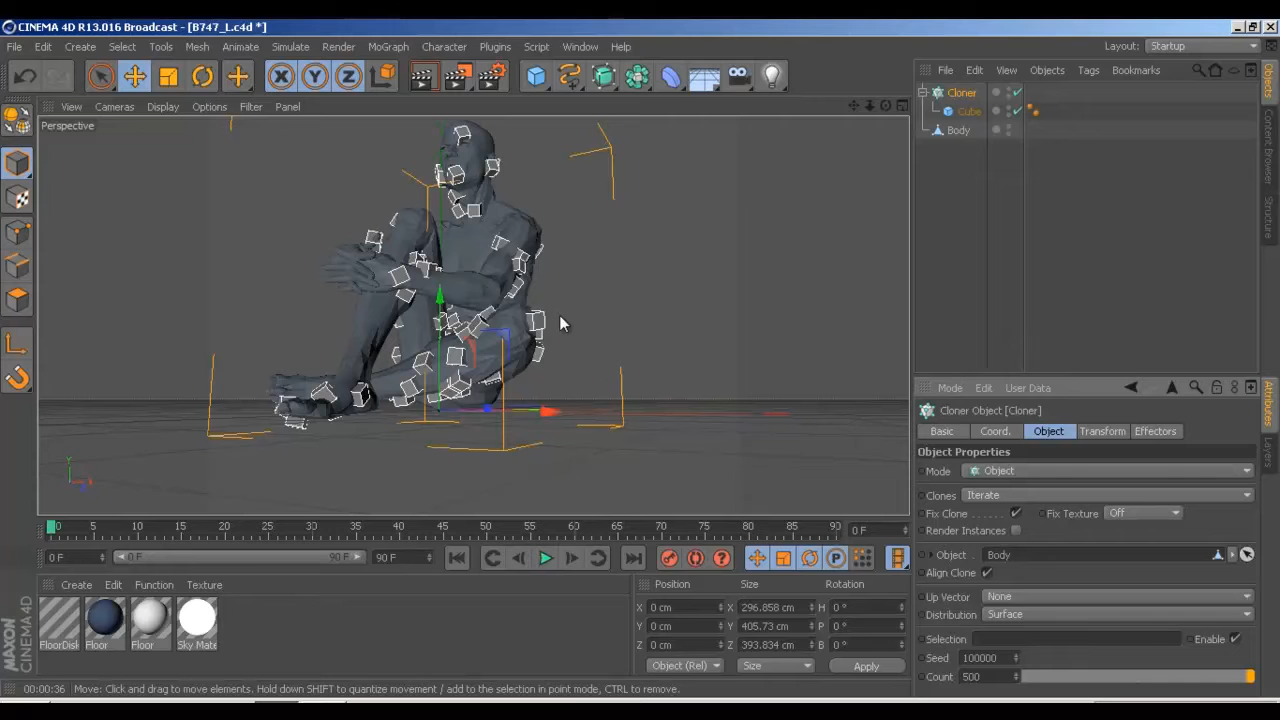 CINEMA 4D R13.016 Broadcast - [B747_L.c4d *]
File Edit Create Select Tools Mesh Animate Simulate Render MoGraph Character Plugins Script Window Help Layout: Startup
File Edit View Objects Tags Bookmarks
View Cameras Display Options Filter Panel
Perspective
Cloner
Cube
Body
Objects
Content Browser
Structure
X Y Z
Mode Edit User Data
Cloner Object [Cloner]
Basic Coord. Object Transform Effectors
Object Properties
Mode Object
Clones Iterate
Fix Clone Fix Texture Off
Render Instances
Object Body
Align Clone
Up Vector None
Distribution Surface
Selection Enable
Seed 100000
Count 500
Attributes
Layers
Y
0 5 10 15 20 25 30 35 40 45 50 55 60 65 70 75 80 85 90 0 F
0 F 0 F 90 F 90 F
P
Create Edit Function Texture
FloorDisk Floor Floor Sky Mate
Position Size Rotation
X 0 cm X 296.858 cm H 0 °
Y 0 cm Y 405.73 cm P 0 °
Z 0 cm Z 393.834 cm B 0 °
Object (Rel) Size Apply
MAXON CINEMA4D
00:00:36 Move: Click and drag to move elements. Hold down SHIFT to quantize movement / add to the selection in point mode, CTRL to remove.